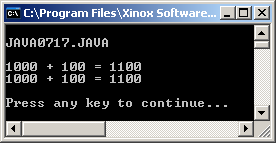 C:\Program Files\Xinox Software...
JAVA0717.JAVA
1000 + 100 = 1100
1000 + 100 = 1100
Press any key to continue...